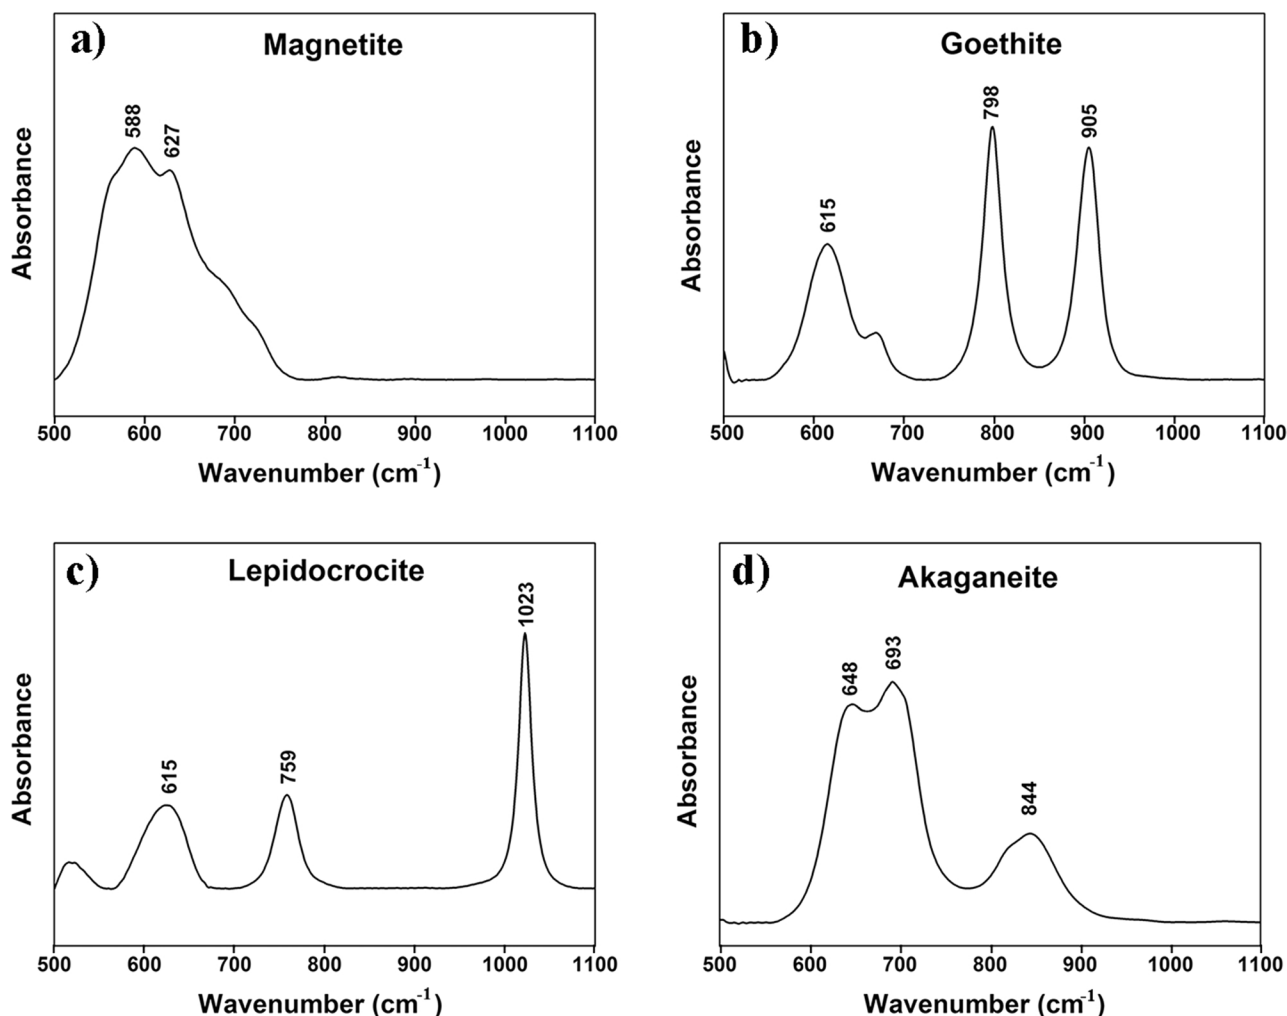 a)
Magnetite
588
627
Absorbance
500 600 700 800 900 1000 1100
Wavenumber (cm⁻¹)
b)
Goethite
615
798
905
Absorbance
500 600 700 800 900 1000 1100
Wavenumber (cm⁻¹)
c)
Lepidocrocite
615
759
1023
Absorbance
500 600 700 800 900 1000 1100
Wavenumber (cm⁻¹)
d)
Akaganeite
648
693
844
Absorbance
500 600 700 800 900 1000 1100
Wavenumber (cm⁻¹)